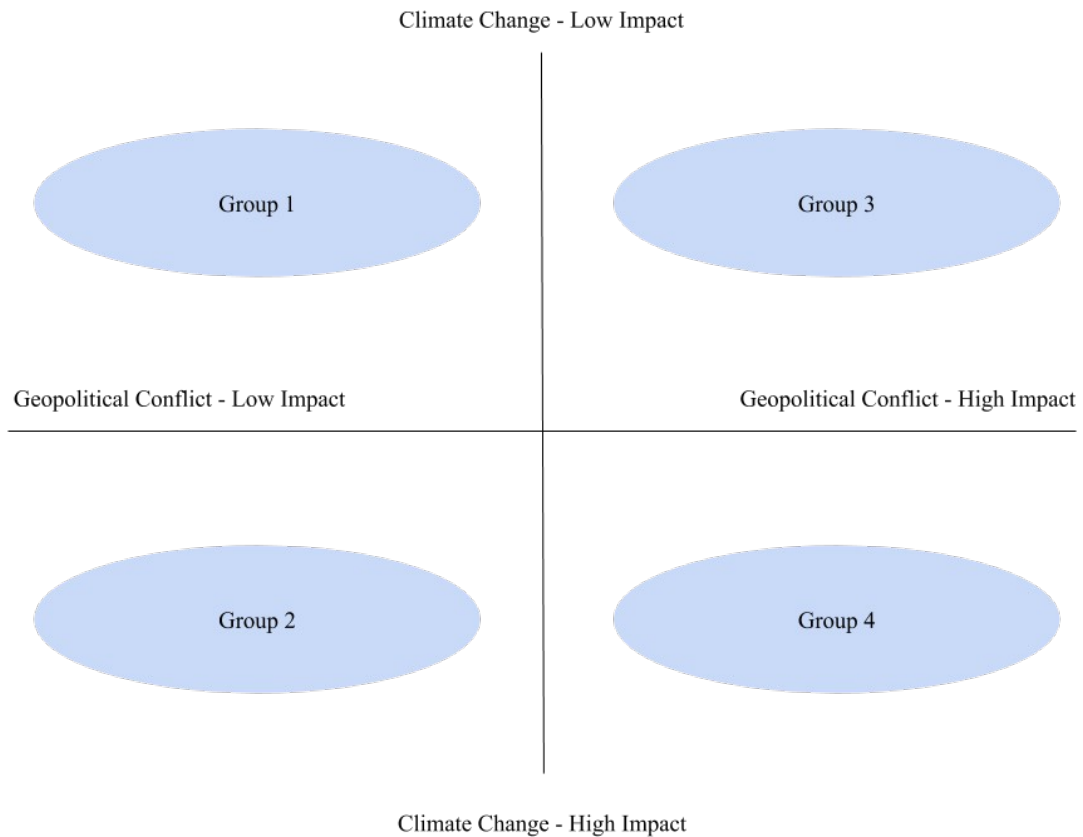 Climate Change - Low Impact
Group 1
Group 3
Geopolitical Conflict - Low Impact
Geopolitical Conflict - High Impact
Group 2
Group 4
Climate Change - High Impact